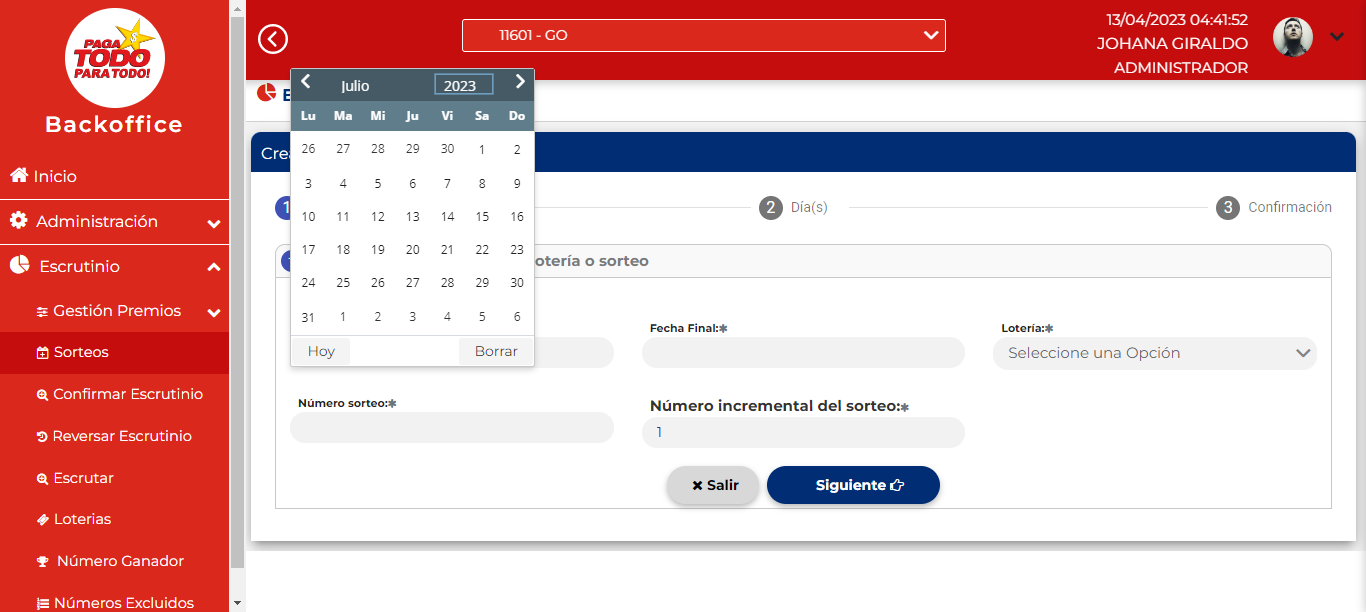 PAGA
TODO
PARA TODO!
Backoffice
Inicio
Administración
Escrutinio
Gestión Premios
Sorteos
Confirmar Escrutinio
Reversar Escrutinio
Escrutar
Loterias
Número Ganador
Números Excluidos
11601 - GO
13/04/2023 04:41:52
JOHANA GIRALDO
ADMINISTRADOR
Julio 2023
Lu Ma Mi Ju Vi Sa Do
26 27 28 29 30 1 2
3 4 5 6 7 8 9
10 11 12 13 14 15 16
17 18 19 20 21 22 23
24 25 26 27 28 29 30
31 1 2 3 4 5 6
Hoy Borrar
1
2 Día(s)
3 Confirmación
otería o sorteo
Fecha Final:*
Lotería:*
Seleccione una Opción
Número sorteo:*
Número incremental del sorteo:*
1
Salir
Siguiente